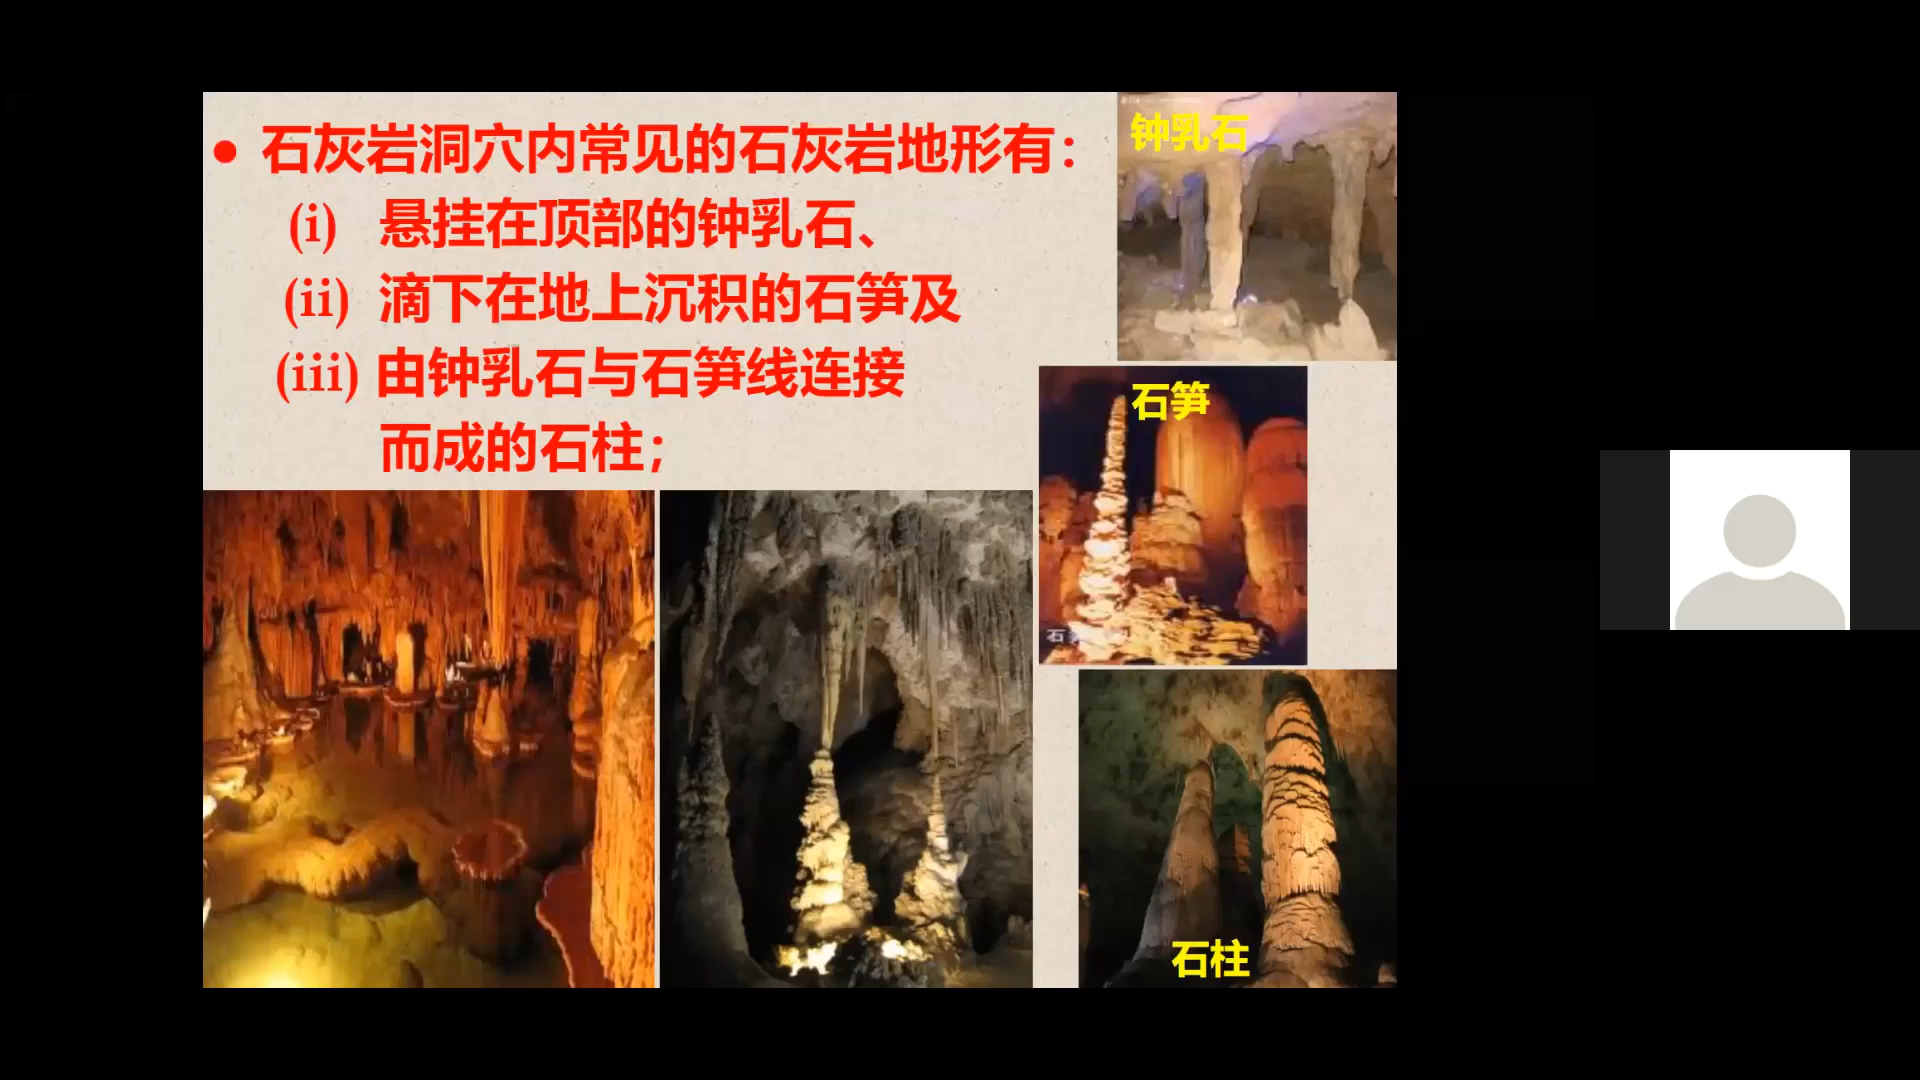 • 石灰岩洞穴内常见的石灰岩地形有：
(i) 悬挂在顶部的钟乳石、
(ii) 滴下在地上沉积的石笋及
(iii) 由钟乳石与石笋线连接
而成的石柱；
钟乳石
石笋
石柱